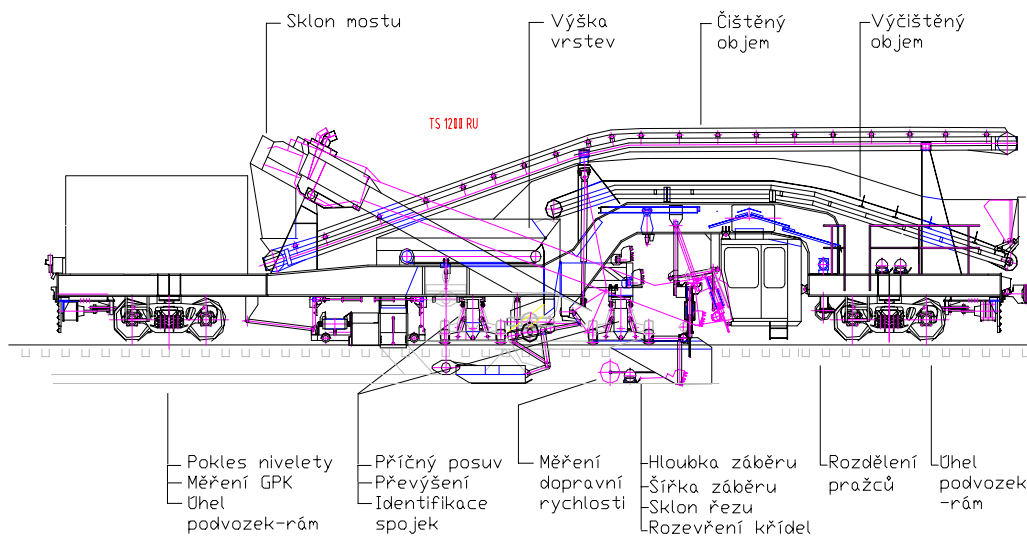 Sklon mostu
Výška
vrstev
Čištěný
objem
Výčištěný
objem
TS 1200 RU
Pokles nivelety
Měření GPK
Úhel
podvozek-rám
Příčný posuv
Převýšení
Identifikace
spojek
Měření
dopravní
rychlosti
Hloubka záběru
Šířka záběru
Sklon řezu
Rozevření křídel
Rozdělení
pražců
Úhel
podvozek
-rám